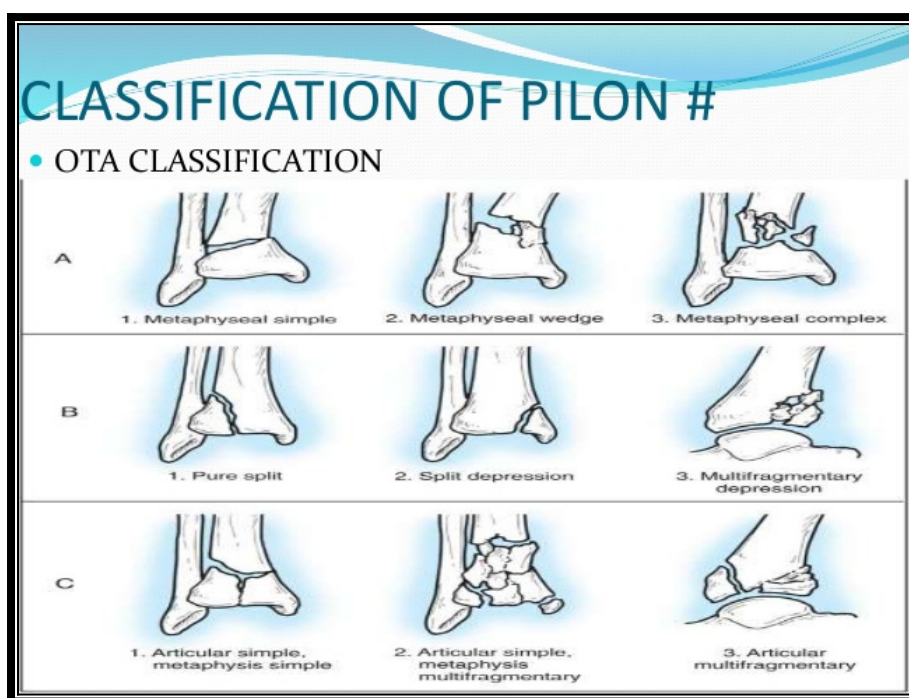 CLASSIFICATION OF PILON #
• OTA CLASSIFICATION
A
1. Metaphyseal simple
2. Metaphyseal wedge
3. Metaphyseal complex
B
1. Pure split
2. Split depression
3. Multifragmentary
depression
C
1. Articular simple,
metaphysis simple
2. Articular simple,
metaphysis
multifragmentary
3. Articular
multifragmentary